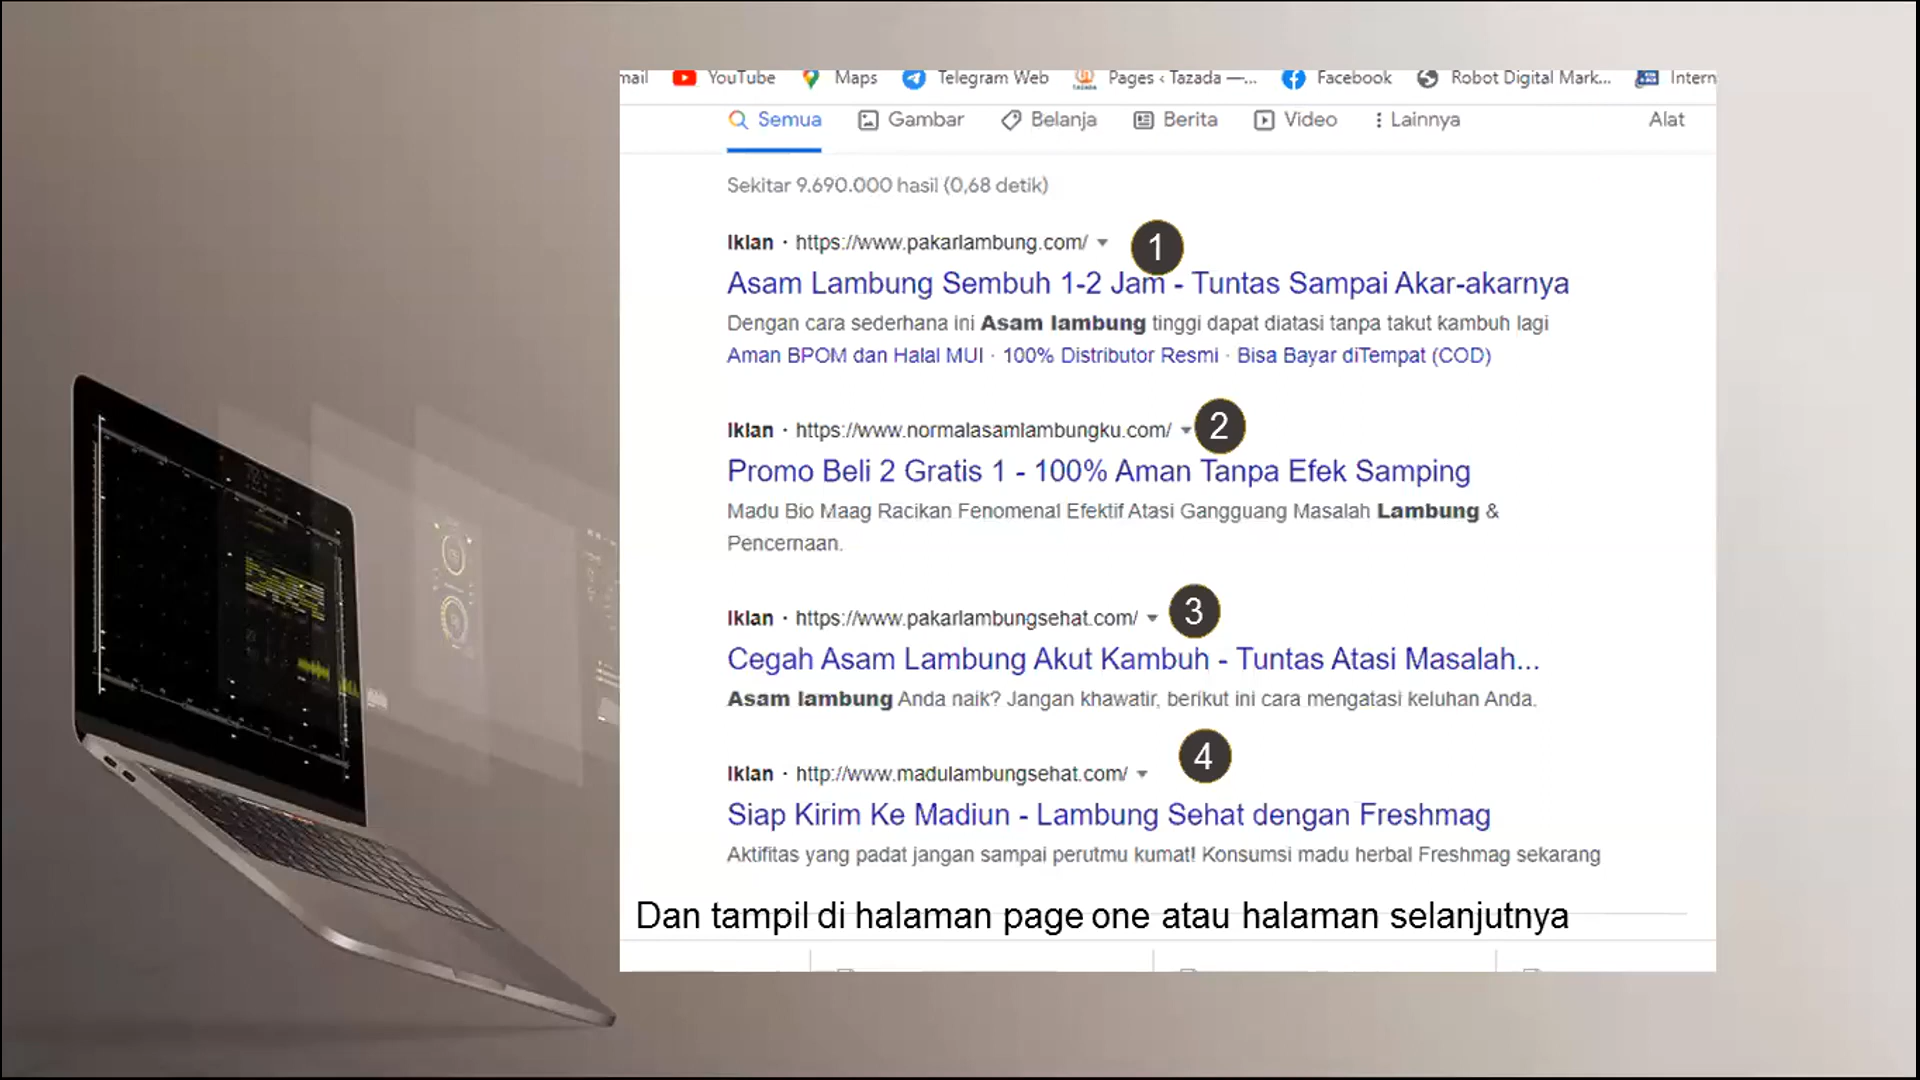 mail YouTube Maps Telegram Web Pages ‹ Tazada —... Facebook Robot Digital Mark... Intern
Semua Gambar Belanja Berita Video Lainnya Alat
Sekitar 9.690.000 hasil (0,68 detik)
Iklan · https://www.pakarlambung.com/ 1
Asam Lambung Sembuh 1-2 Jam - Tuntas Sampai Akar-akarnya
Dengan cara sederhana ini Asam lambung tinggi dapat diatasi tanpa takut kambuh lagi
Aman BPOM dan Halal MUI · 100% Distributor Resmi · Bisa Bayar diTempat (COD)
Iklan · https://www.normalasamlambungku.com/ 2
Promo Beli 2 Gratis 1 - 100% Aman Tanpa Efek Samping
Madu Bio Maag Racikan Fenomenal Efektif Atasi Gangguang Masalah Lambung &
Pencernaan.
Iklan · https://www.pakarlambungsehat.com/ 3
Cegah Asam Lambung Akut Kambuh - Tuntas Atasi Masalah...
Asam lambung Anda naik? Jangan khawatir, berikut ini cara mengatasi keluhan Anda.
Iklan · http://www.madulambungsehat.com/ 4
Siap Kirim Ke Madiun - Lambung Sehat dengan Freshmag
Aktifitas yang padat jangan sampai perutmu kumat! Konsumsi madu herbal Freshmag sekarang
Dan tampil di halaman page one atau halaman selanjutnya